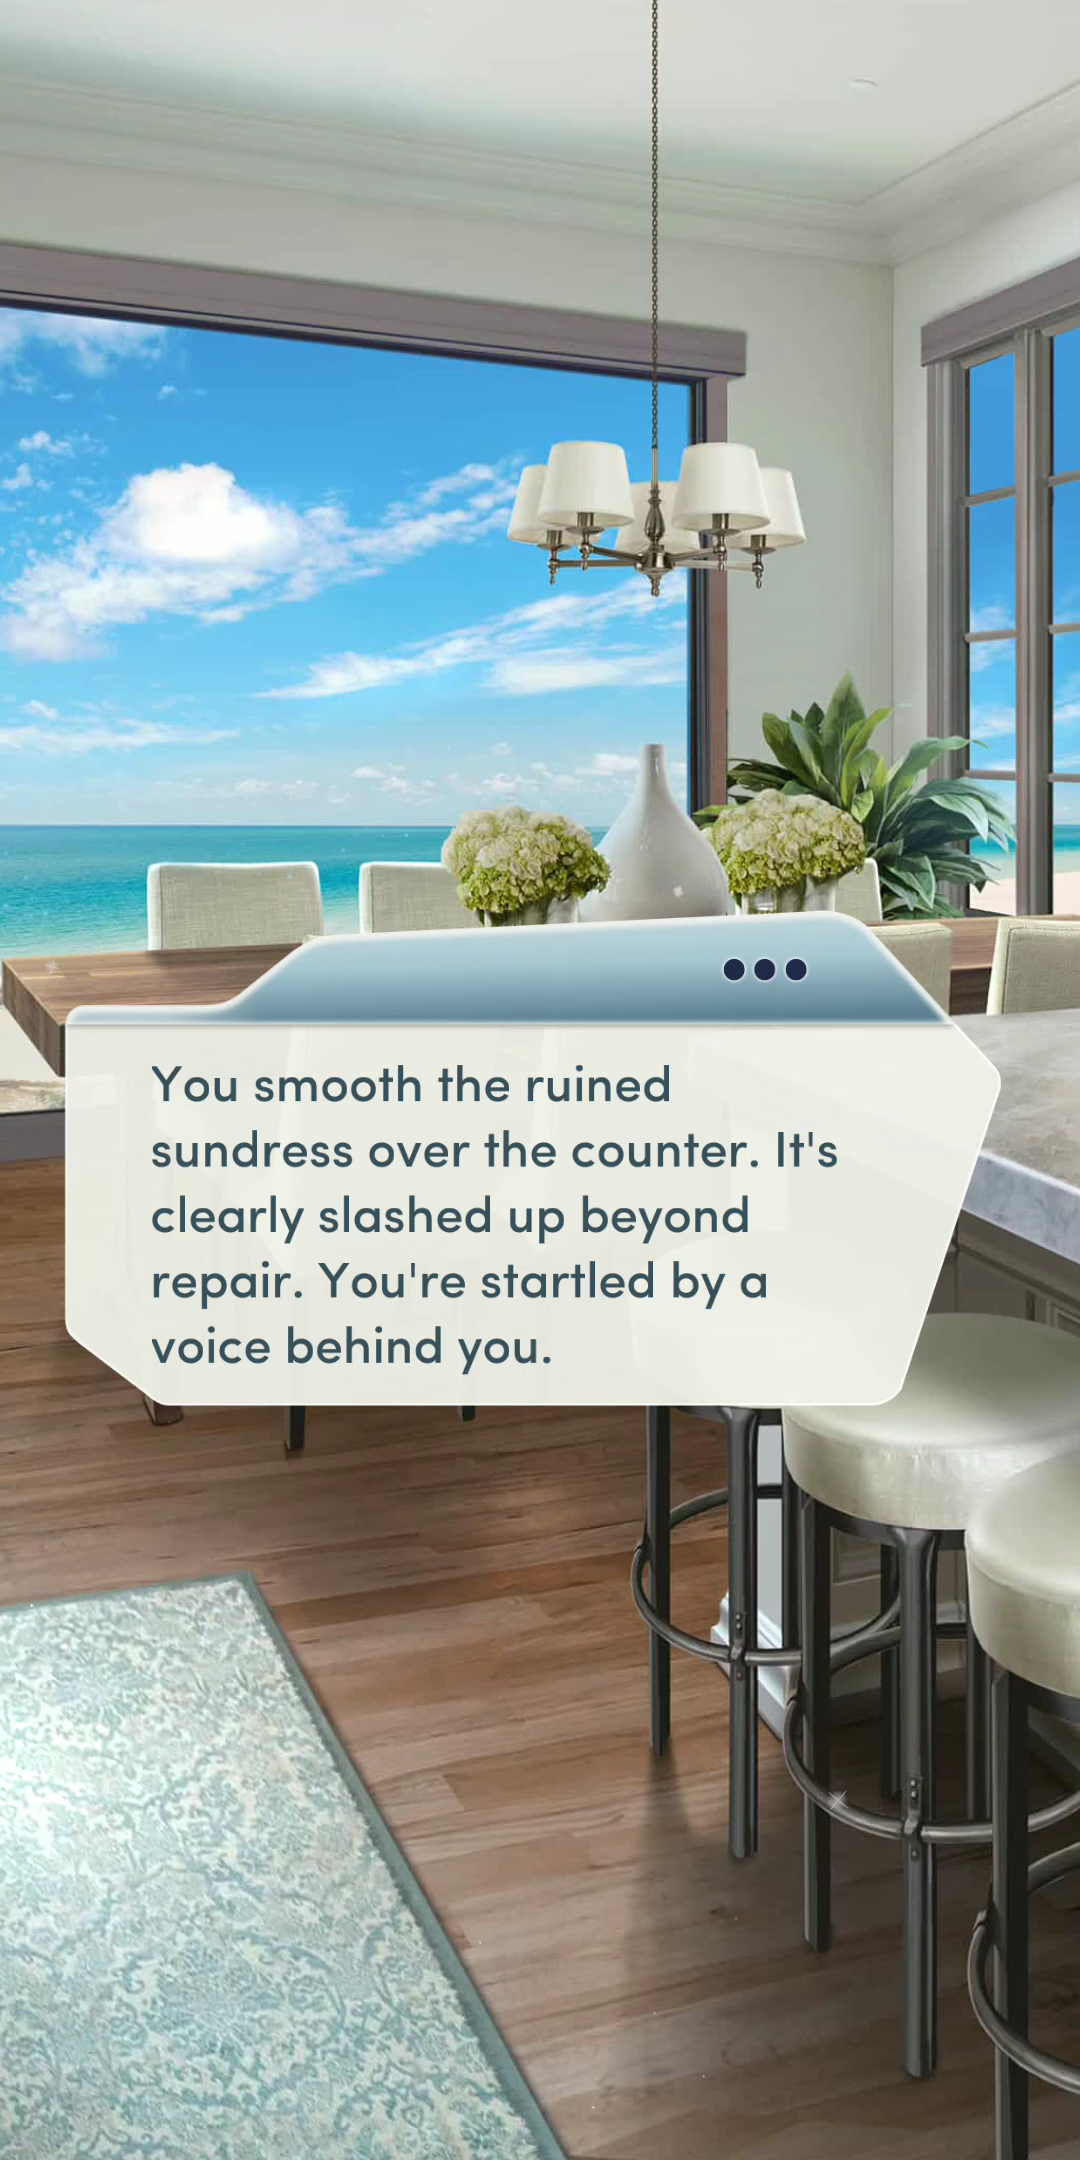 You smooth the ruined
sundress over the counter. It's
clearly slashed up beyond
repair. You're startled by a
voice behind you.